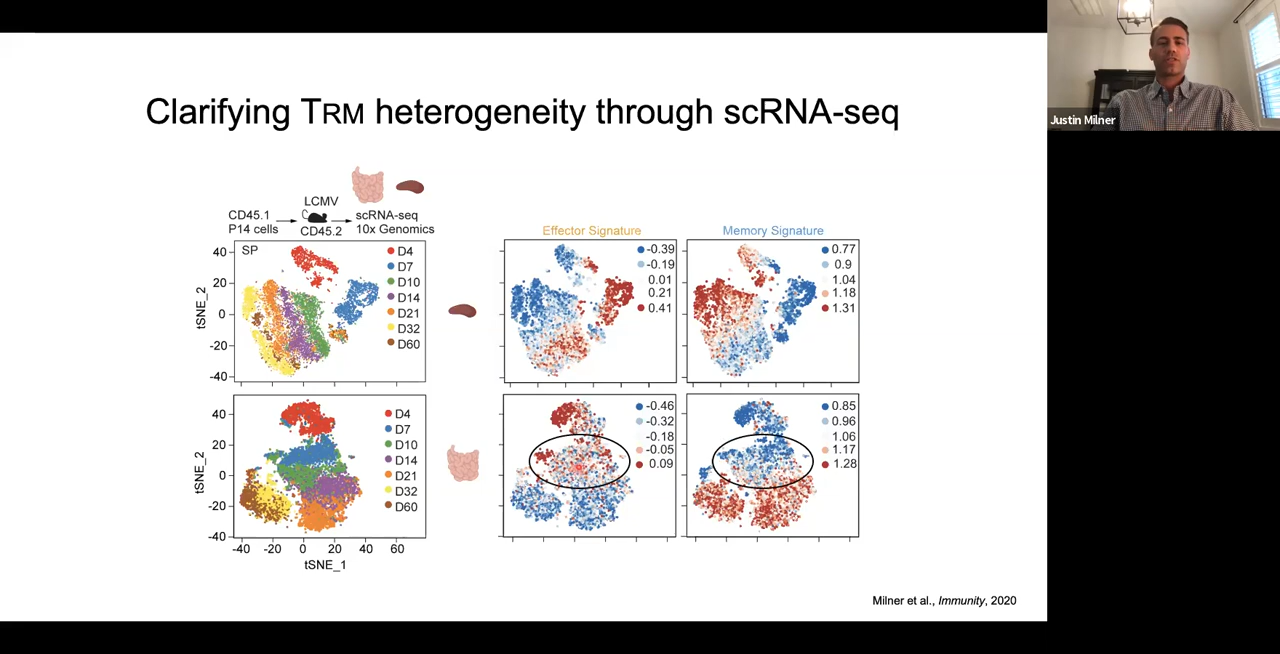 Clarifying TRM heterogeneity through scRNA-seq
CD45.1
P14 cells
LCMV
CD45.2
scRNA-seq
10x Genomics
SP
D4
D7
D10
D14
D21
D32
D60
40
20
0
-20
-40
tSNE_2
Effector Signature
-0.39
-0.19
0.01
0.21
0.41
Memory Signature
0.77
0.9
1.04
1.18
1.31
D4
D7
D10
D14
D21
D32
D60
40
20
0
-20
-40
tSNE_2
-40 -20 0 20 40 60
tSNE_1
-0.46
-0.32
-0.18
-0.05
0.09
0.85
0.96
1.06
1.17
1.28
Milner et al., Immunity, 2020
Justin Milner